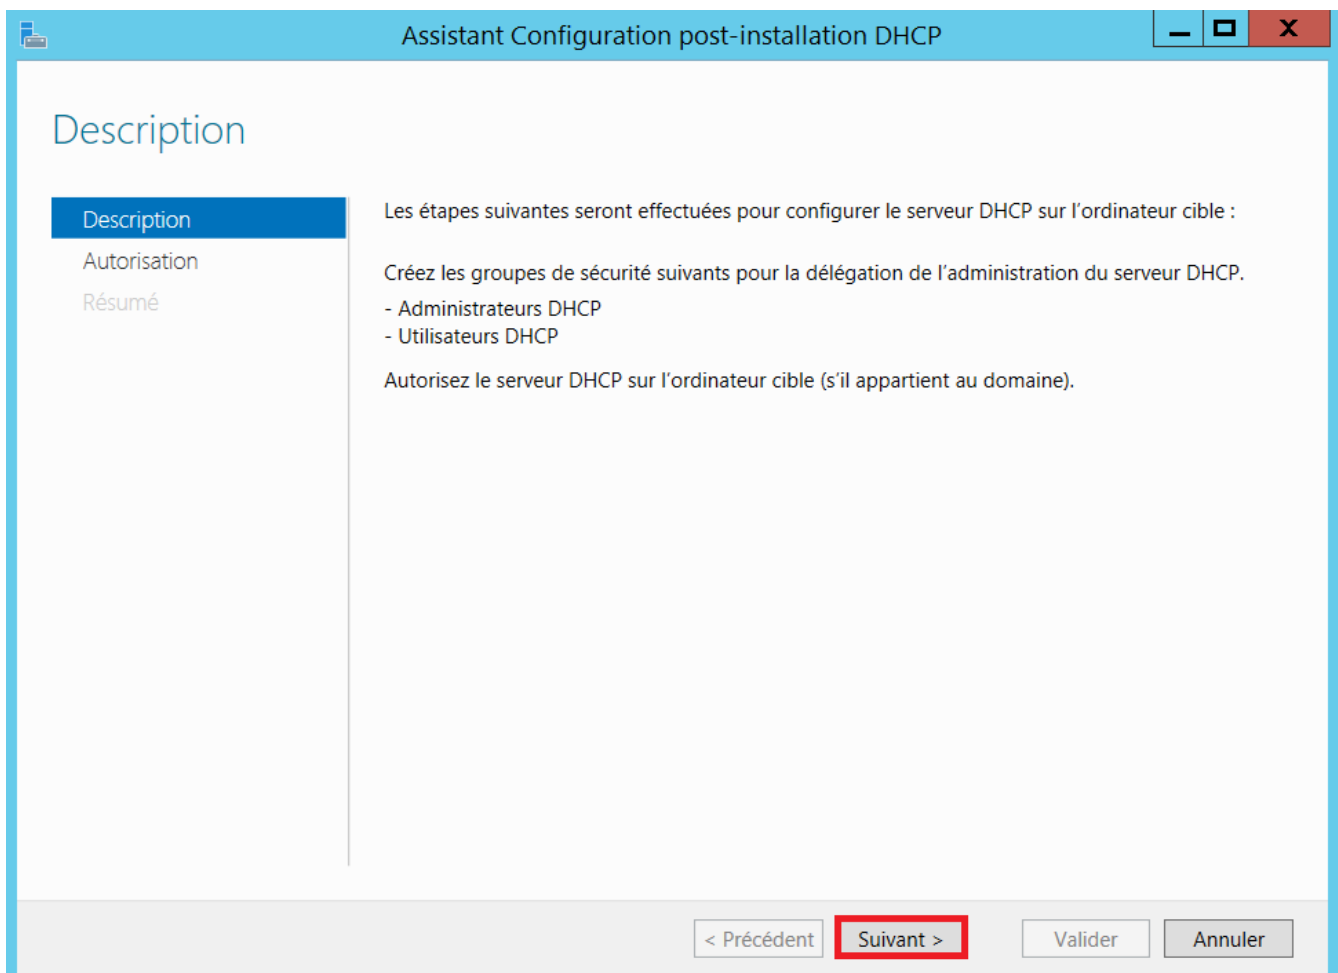 Assistant Configuration post-installation DHCP
Description
Description
Autorisation
Résumé
Les étapes suivantes seront effectuées pour configurer le serveur DHCP sur l'ordinateur cible :
Créez les groupes de sécurité suivants pour la délégation de l'administration du serveur DHCP.
- Administrateurs DHCP
- Utilisateurs DHCP
Autorisez le serveur DHCP sur l'ordinateur cible (s'il appartient au domaine).
< Précédent
Suivant >
Valider
Annuler